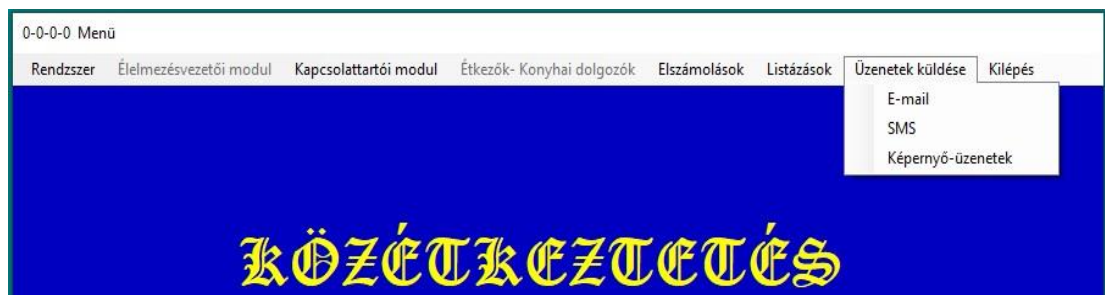 0-0-0-0 Menü
Rendzszer Élelmezésvezetői modul Kapcsolattartói modul Étkezők- Konyhai dolgozók Elszámolások Listázások Üzenetek küldése Kilépés
E-mail
SMS
Képernyő-üzenetek
KÖZÉTKEZTETÉS